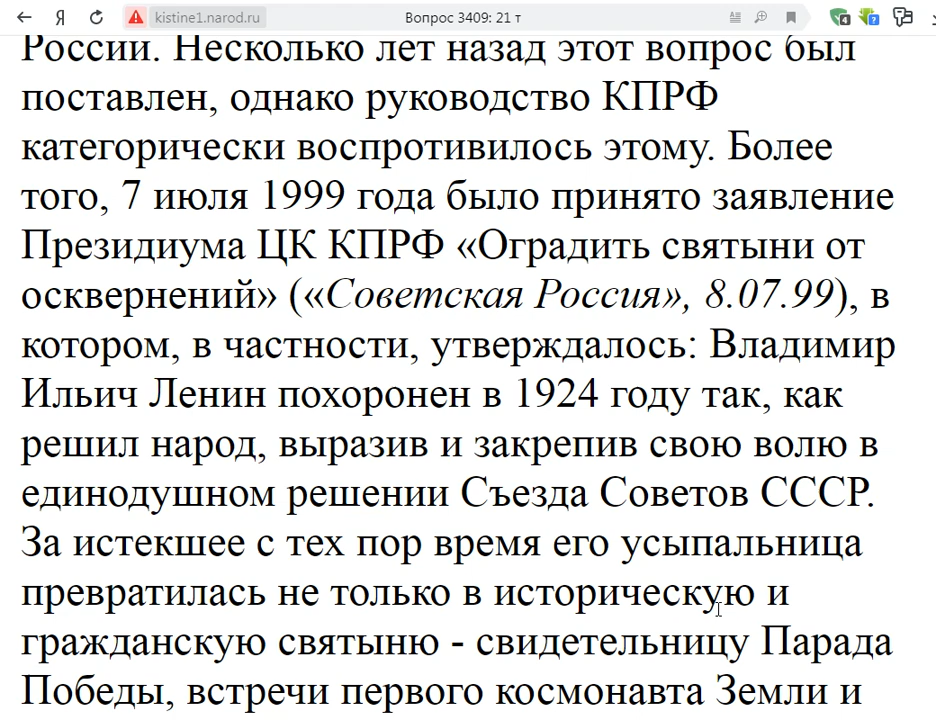 kistine1.narod.ru
Вопрос 3409: 21 т
России. Несколько лет назад этот вопрос был
поставлен, однако руководство КПРФ
категорически воспротивилось этому. Более
того, 7 июля 1999 года было принято заявление
Президиума ЦК КПРФ «Оградить святыни от
осквернений» («Советская Россия», 8.07.99), в
котором, в частности, утверждалось: Владимир
Ильич Ленин похоронен в 1924 году так, как
решил народ, выразив и закрепив свою волю в
единодушном решении Съезда Советов СССР.
За истекшее с тех пор время его усыпальница
превратилась не только в историческую и
гражданскую святыню - свидетельницу Парада
Победы, встречи первого космонавта Земли и